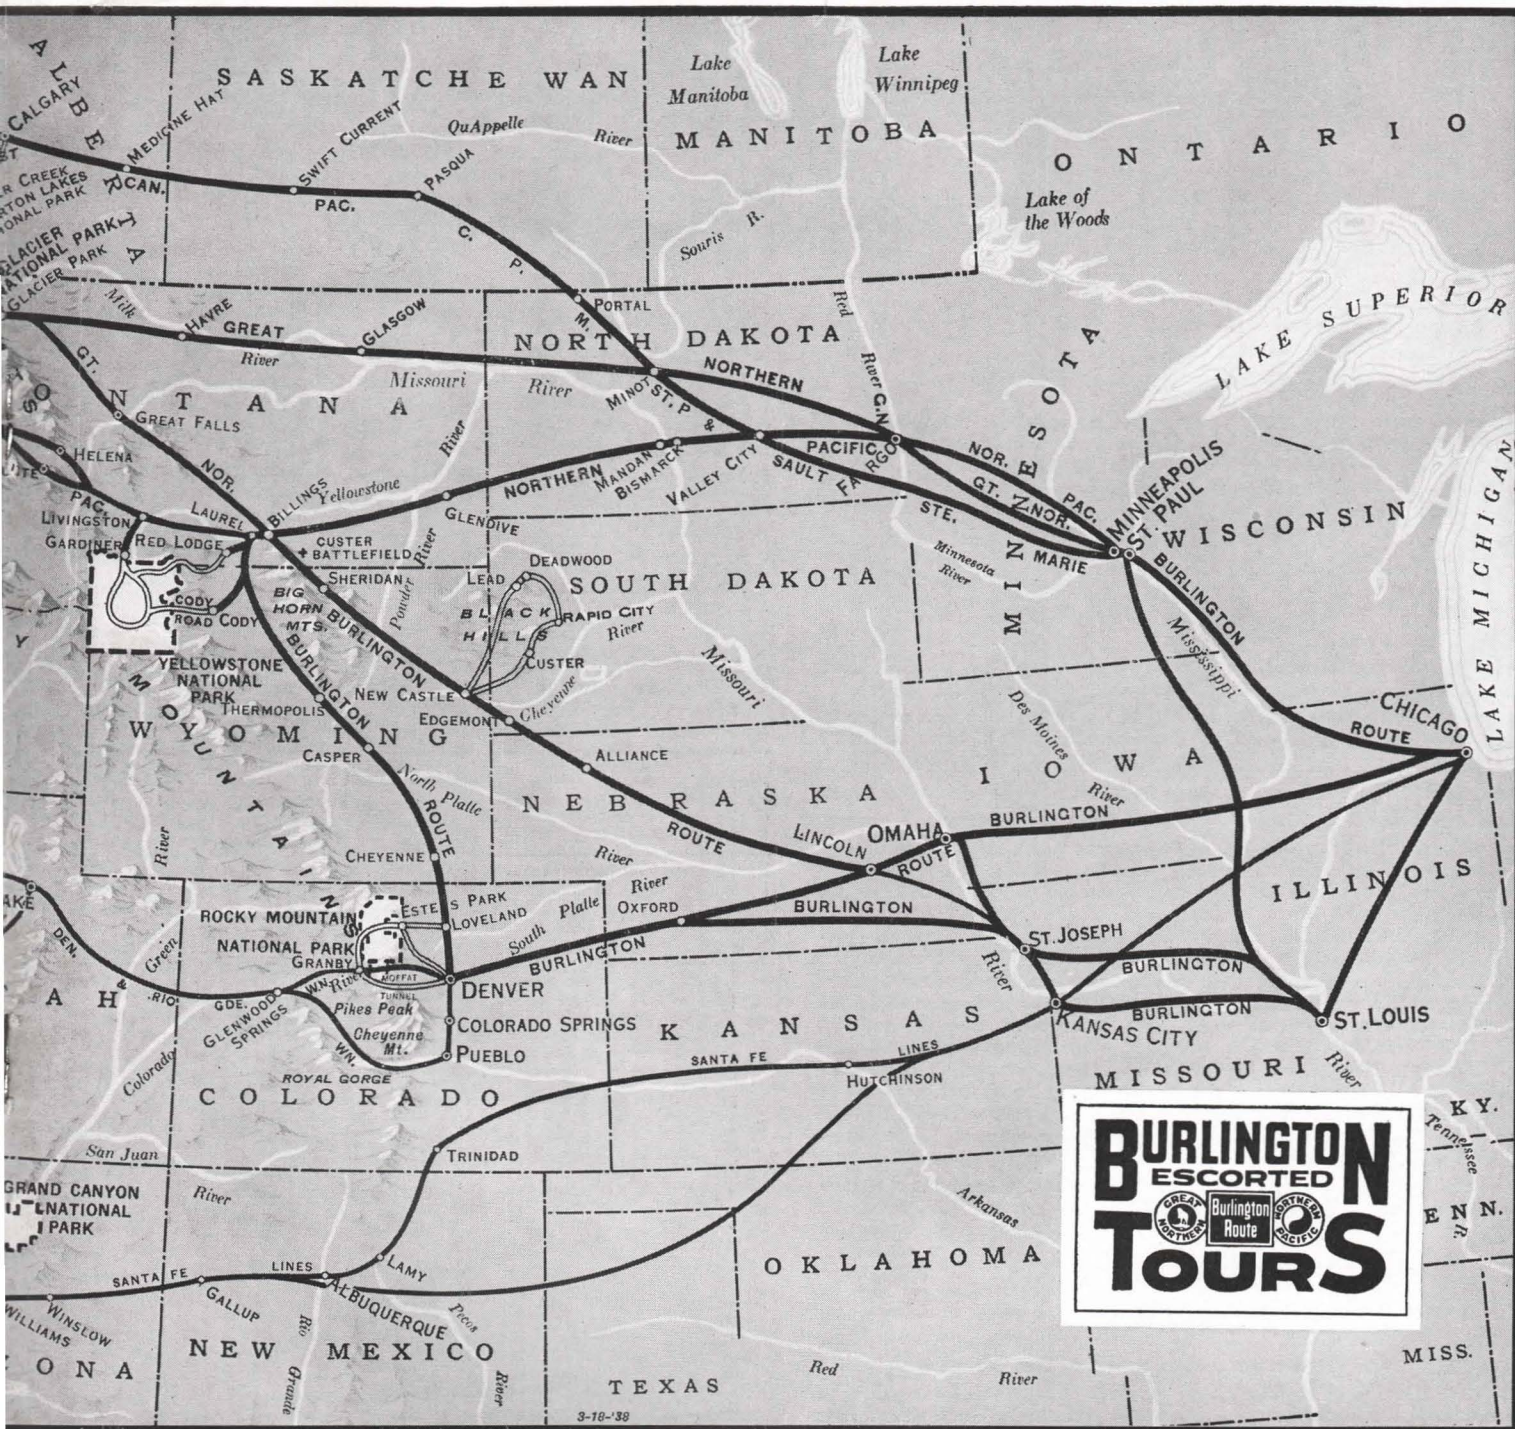 ALBERTA
SASKATCHE WAN
MANITOBA
ONTARIO
Lake
Manitoba
Lake
Winnipeg
CALGARY
MEDICINE HAT
SWIFT CURRENT
PASQUA
QuAppelle
River
CAN.
PAC.
C.
P.
Lake of
the Woods
Souris R.
GLACIER
NATIONAL PARK
GLACIER PARK
Milk
River
HAVRE
GREAT
GLASGOW
PORTAL
M.
NORTH DAKOTA
Red
River
LAKE SUPERIOR
GT.
NOR.
Missouri
River
MINOT
NORTHERN
ST. P
&
G.N.
NTANA
GREAT FALLS
HELENA
PAC.
LIVINGSTON
LAUREL
BILLINGS
Yellowstone
River
GLENDIVE
NORTHERN
MANDAN
BISMARCK
VALLEY CITY
PACIFIC
FARGO
SAULT
STE.
MARIE
NOR.
PAC.
GT.
NOR.
MINNESOTA
MINNEAPOLIS
ST. PAUL
WISCONSIN
LAKE MICHIGAN
GARDINER
RED LODGE
CUSTER
BATTLEFIELD
CODY
ROAD
CODY
SHERIDAN
BIG
HORN
MTS.
Powder
River
LEAD
DEADWOOD
BLACK
HILLS
RAPID CITY
CUSTER
SOUTH DAKOTA
Minnesota
River
YELLOWSTONE
NATIONAL
PARK
MOUNTAINS
THERMOPOLIS
BURLINGTON
BURLINGTON
NEW CASTLE
EDGEMONT
Cheyenne
River
Missouri
Mississippi
BURLINGTON
ROUTE
CHICAGO
WYOMING
CASPER
North Platte
River
ALLIANCE
NEBRASKA
ROUTE
IOWA
Des Moines
River
River
CHEYENNE
ROUTE
LINCOLN
OMAHA
ROUTE
BURLINGTON
ILLINOIS
ROCKY MOUNTAIN
NATIONAL PARK
ESTES PARK
LOVELAND
GRANBY
MOFFAT
TUNNEL
South Platte
River
OXFORD
BURLINGTON
BURLINGTON
ST. JOSEPH
BURLINGTON
River
DEN.
&
RIO
GDE.
WN.
Green
River
GLENWOOD
SPRINGS
DENVER
Pikes Peak
Cheyenne
Mt.
COLORADO SPRINGS
PUEBLO
WN.
ROYAL GORGE
AH
Colorado
COLORADO
KANSAS
KANSAS CITY
BURLINGTON
ST. LOUIS
SANTA FE
LINES
HUTCHINSON
MISSOURI
River
KY.
Tennessee
R.
ENN.
San Juan
River
TRINIDAD
GRAND CANYON
NATIONAL
PARK
Arkansas
OKLAHOMA
BURLINGTON
ESCORTED
TOURS
GREAT
NORTHERN
Burlington
Route
NORTHERN
PACIFIC
SANTA FE
LINES
LAMY
GALLUP
ALBUQUERQUE
WINSLOW
WILLIAMS
ONA
NEW MEXICO
Rio
Grande
Pecos
River
TEXAS
Red
River
MISS.
3-18-'38